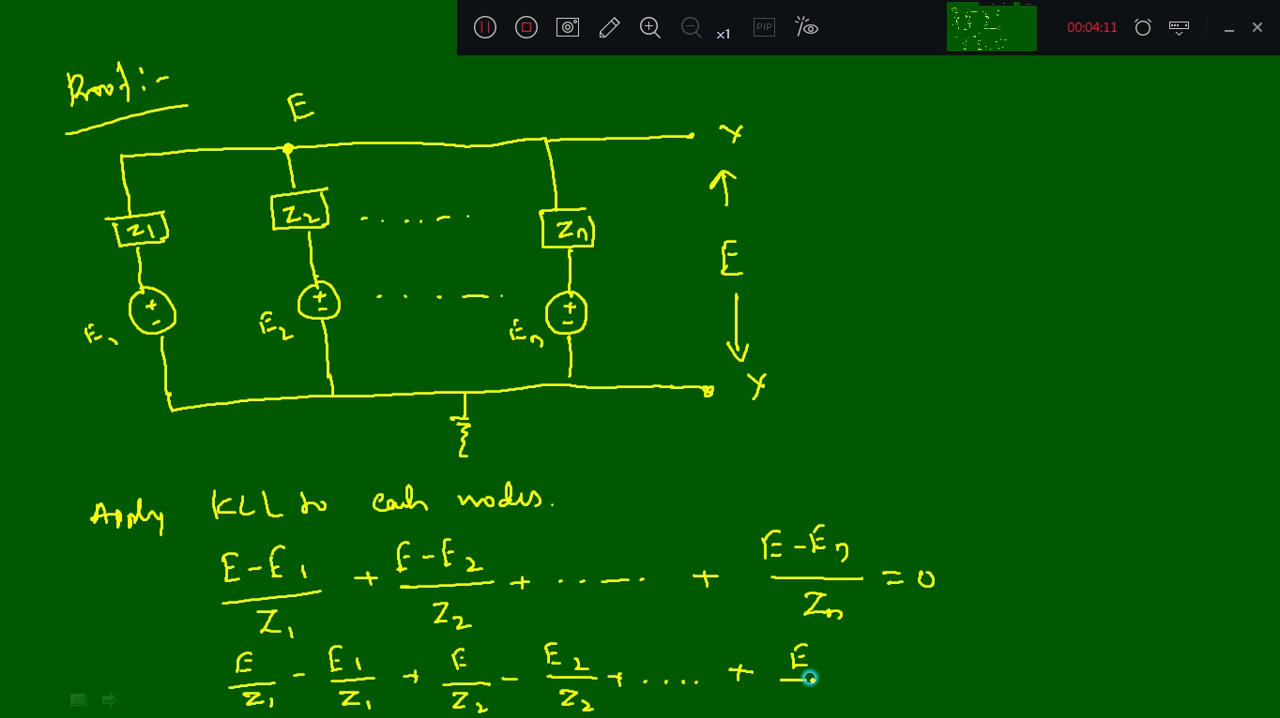 x1 PIP 00:04:11
Proof:-
E
x
Z1 Z2 ...... Zn
E
+ - + - ...... + -
E1 E2 En
y
Apply KCL to each nodes.
E-E1/Z1 + E-E2/Z2 + ...... + E-En/Zn = 0
E/Z1 - E1/Z1 + E/Z2 - E2/Z2 + ..... + E